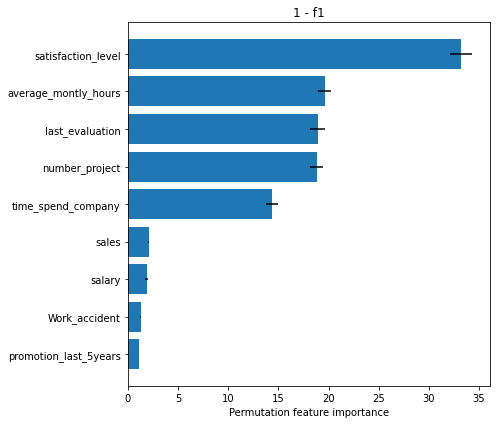 1 - f1
satisfaction_level
average_montly_hours
last_evaluation
number_project
time_spend_company
sales
salary
Work_accident
promotion_last_5years
0 5 10 15 20 25 30 35
Permutation feature importance